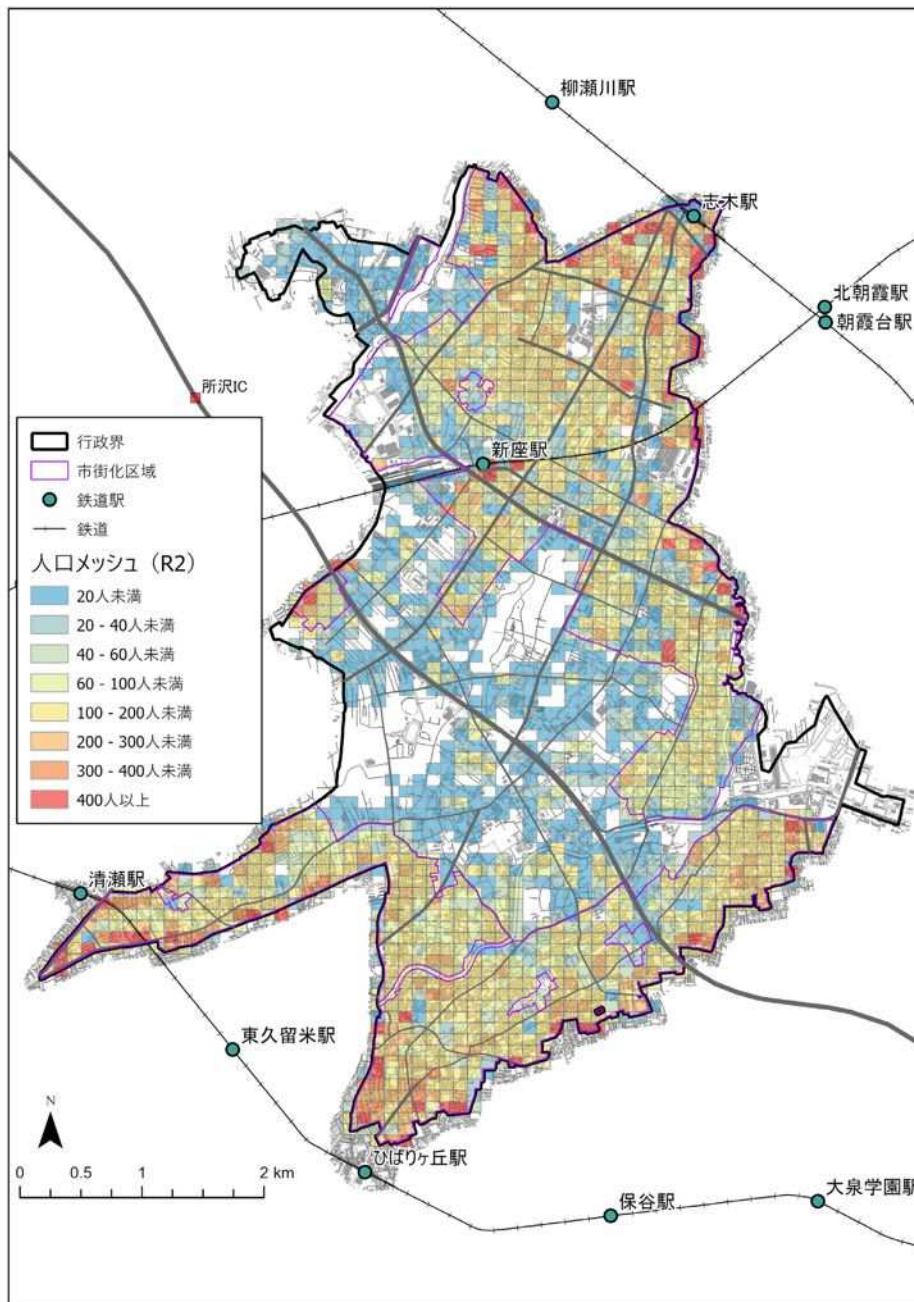 柳瀬川駅
志木駅
北朝霞駅
朝霞台駅
所沢IC
新座駅
行政界
市街化区域
鉄道駅
鉄道
人口メッシュ（R2）
20人未満
20 - 40人未満
40 - 60人未満
60 - 100人未満
100 - 200人未満
200 - 300人未満
300 - 400人未満
400人以上
清瀬駅
東久留米駅
N
0 0.5 1 2 km
ひばりヶ丘駅
保谷駅
大泉学園駅